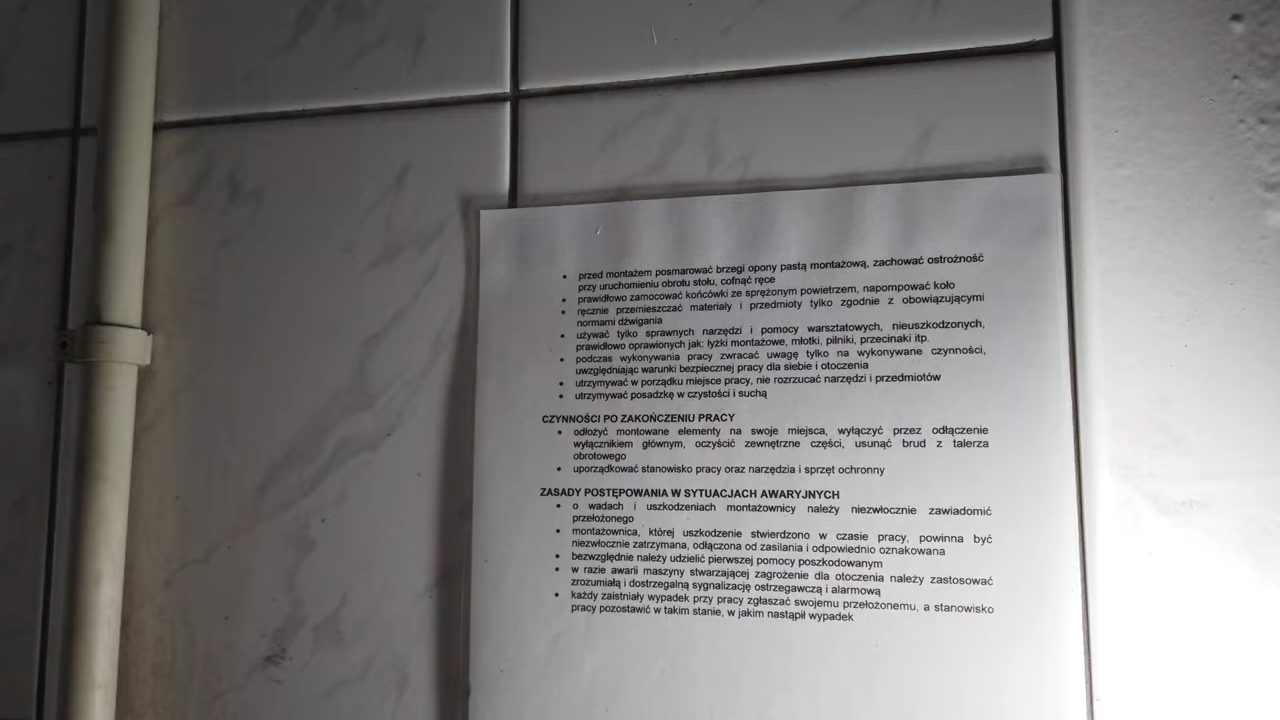 • przed montażem posmarować brzegi opony pastą montażową, zachować ostrożność
przy uruchomieniu obrotu stołu, cofnąć ręce
• prawidłowo zamocować końcówki ze sprężonym powietrzem, napompować koło
• ręcznie przemieszczać materiały i przedmioty tylko zgodnie z obowiązującymi
normami dźwigania
• używać tylko sprawnych narzędzi i pomocy warsztatowych, nieuszkodzonych,
prawidłowo oprawionych jak: łyżki montażowe, młotki, pilniki, przecinaki itp.
• podczas wykonywania pracy zwracać uwagę tylko na wykonywane czynności,
uwzględniając warunki bezpiecznej pracy dla siebie i otoczenia
• utrzymywać w porządku miejsce pracy, nie rozrzucać narzędzi i przedmiotów
• utrzymywać posadzkę w czystości i suchą
CZYNNOŚCI PO ZAKOŃCZENIU PRACY
• odłożyć montowane elementy na swoje miejsca, wyłączyć przez odłączenie
wyłącznikiem głównym, oczyścić zewnętrzne części, usunąć brud z talerza
obrotowego
• uporządkować stanowisko pracy oraz narzędzia i sprzęt ochronny
ZASADY POSTĘPOWANIA W SYTUACJACH AWARYJNYCH
• o wadach i uszkodzeniach montażownicy należy niezwłocznie zawiadomić
przełożonego
• montażownica, której uszkodzenie stwierdzono w czasie pracy, powinna być
niezwłocznie zatrzymana, odłączona od zasilania i odpowiednio oznakowana
• bezwzględnie należy udzielić pierwszej pomocy poszkodowanym
• w razie awarii maszyny stwarzającej zagrożenie dla otoczenia należy zastosować
zrozumiałą i dostrzegalną sygnalizację ostrzegawczą i alarmową
• każdy zaistniały wypadek przy pracy zgłaszać swojemu przełożonemu, a stanowisko
pracy pozostawić w takim stanie, w jakim nastąpił wypadek